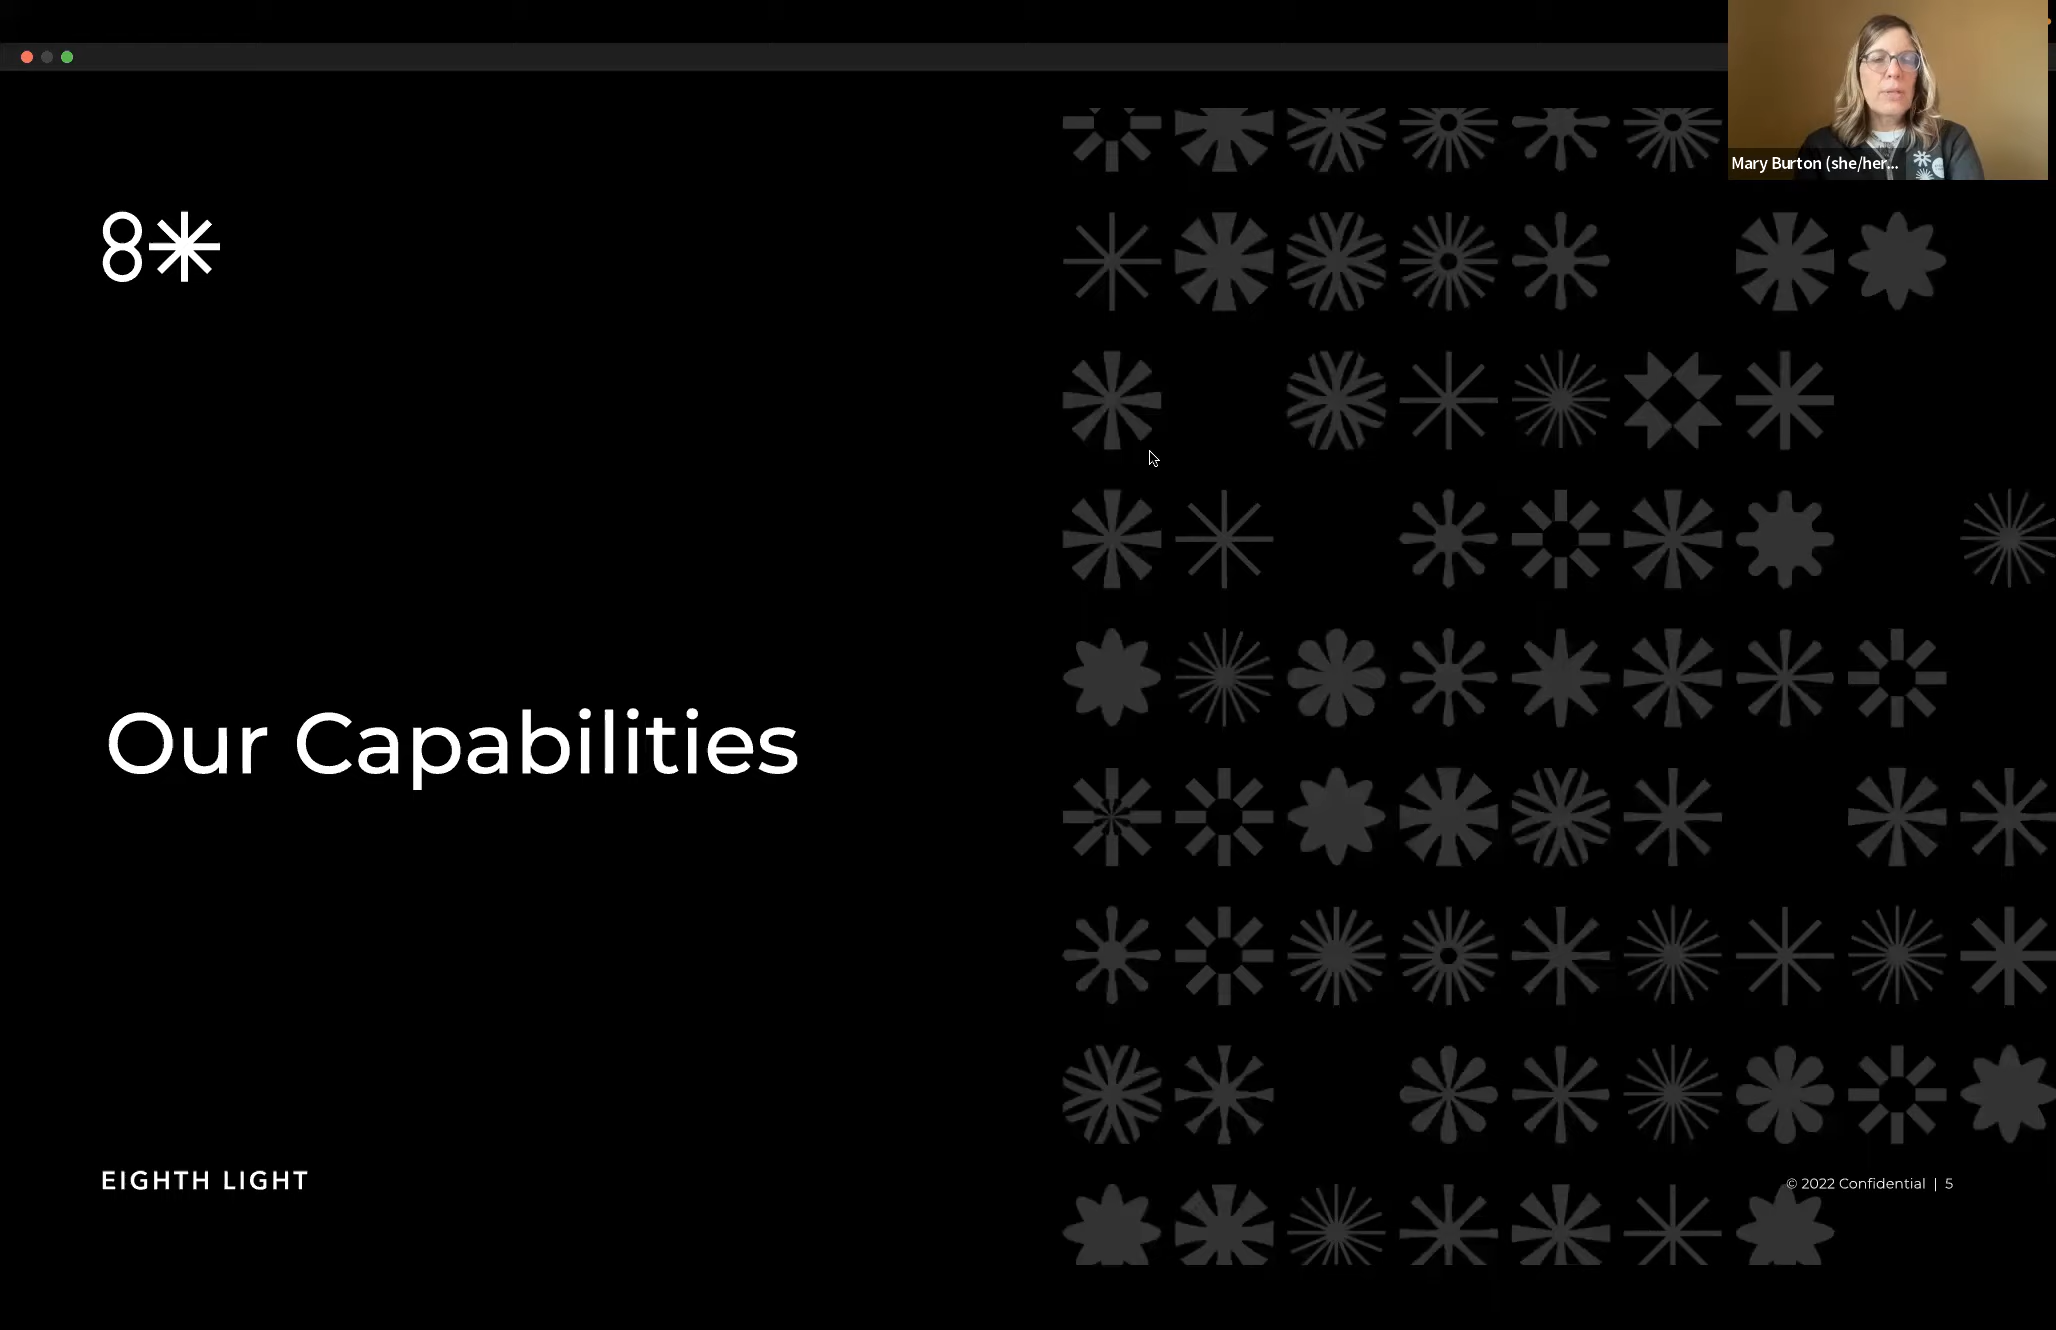 Mary Burton (she/her...
8
Our Capabilities
EIGHTH LIGHT
© 2022 Confidential | 5